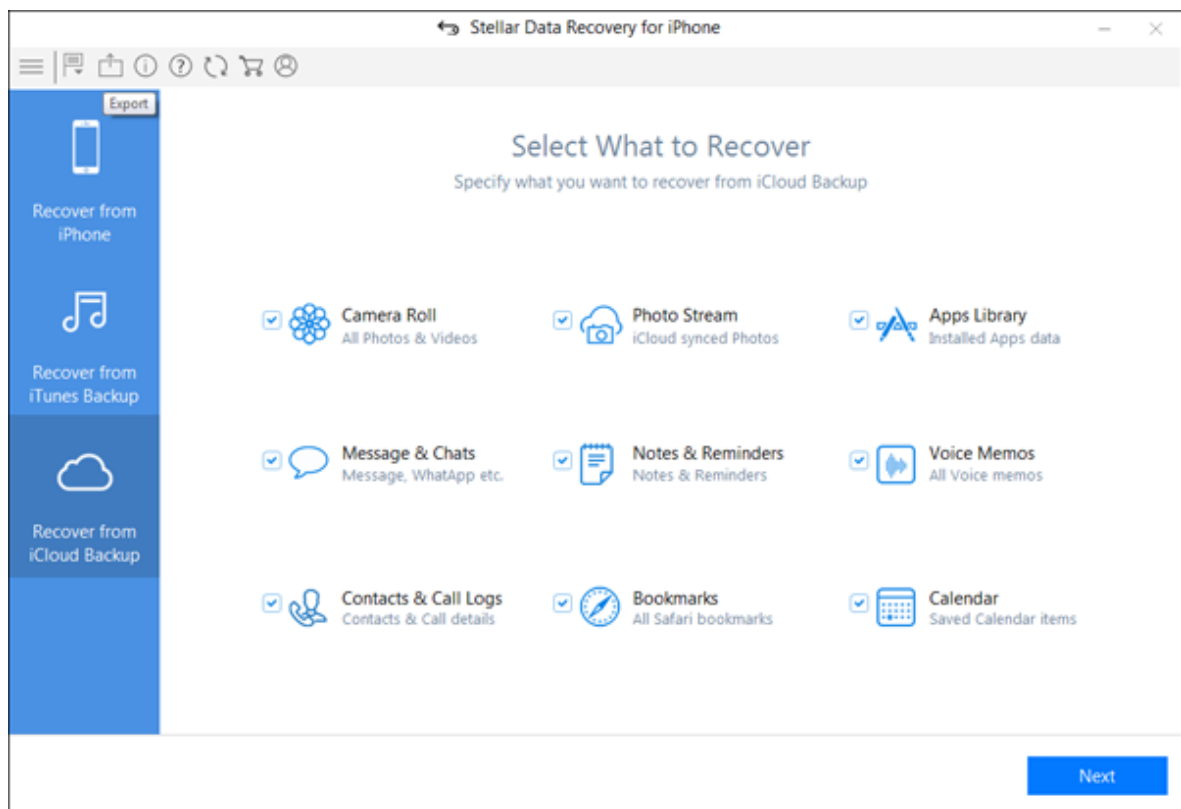 Stellar Data Recovery for iPhone
Export
Recover from
iPhone
Recover from
iTunes Backup
Recover from
iCloud Backup
Select What to Recover
Specify what you want to recover from iCloud Backup
Camera Roll
All Photos & Videos
Photo Stream
iCloud synced Photos
Apps Library
Installed Apps data
Message & Chats
Message, WhatApp etc.
Notes & Reminders
Notes & Reminders
Voice Memos
All Voice memos
Contacts & Call Logs
Contacts & Call details
Bookmarks
All Safari bookmarks
Calendar
Saved Calendar items
Next